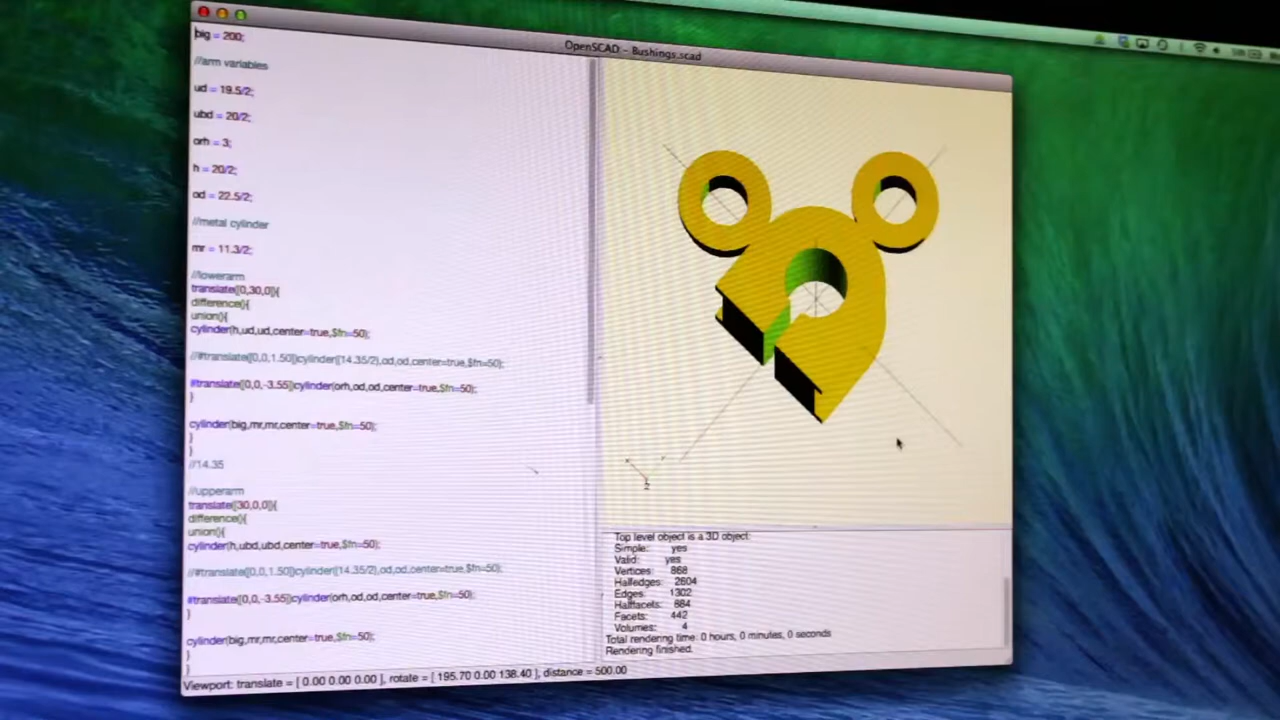 OpenSCAD - Bushings.scad
big = 200;
//arm variables
ud = 19.5/2;
ubd = 20/2;
orh = 3;
h = 20/2;
od = 22.5/2;
//metal cylinder
mr = 11.3/2;
//lowerarm
translate([0,30,0]){
difference(){
union(){
cylinder(h,ud,ud,center=true,$fn=50);
//#translate([0,0,1.50])cylinder([14.35/2),od,od,center=true,$fn=50);
#translate([0,0,-3.55])cylinder(orh,od,od,center=true,$fn=50);
}
cylinder(big,mr,mr,center=true,$fn=50);
}
}
//14.35
//upperarm
translate([30,0,0]){
difference(){
union(){
cylinder(h,ubd,ubd,center=true,$fn=50);
//#translate([0,0,1.50])cylinder([14.35/2),od,od,center=true,$fn=50);
#translate([0,0,-3.55])cylinder(orh,od,od,center=true,$fn=50);
}
cylinder(big,mr,mr,center=true,$fn=50);
}
}
Z
Top level object is a 3D object:
Simple: yes
Valid: yes
Vertices: 868
Halfedges: 2604
Edges: 1302
Halffacets: 884
Facets: 442
Volumes: 4
Total rendering time: 0 hours, 0 minutes, 0 seconds
Rendering finished.
Viewport: translate = [ 0.00 0.00 0.00 ], rotate = [ 195.70 0.00 138.40 ], distance = 500.00